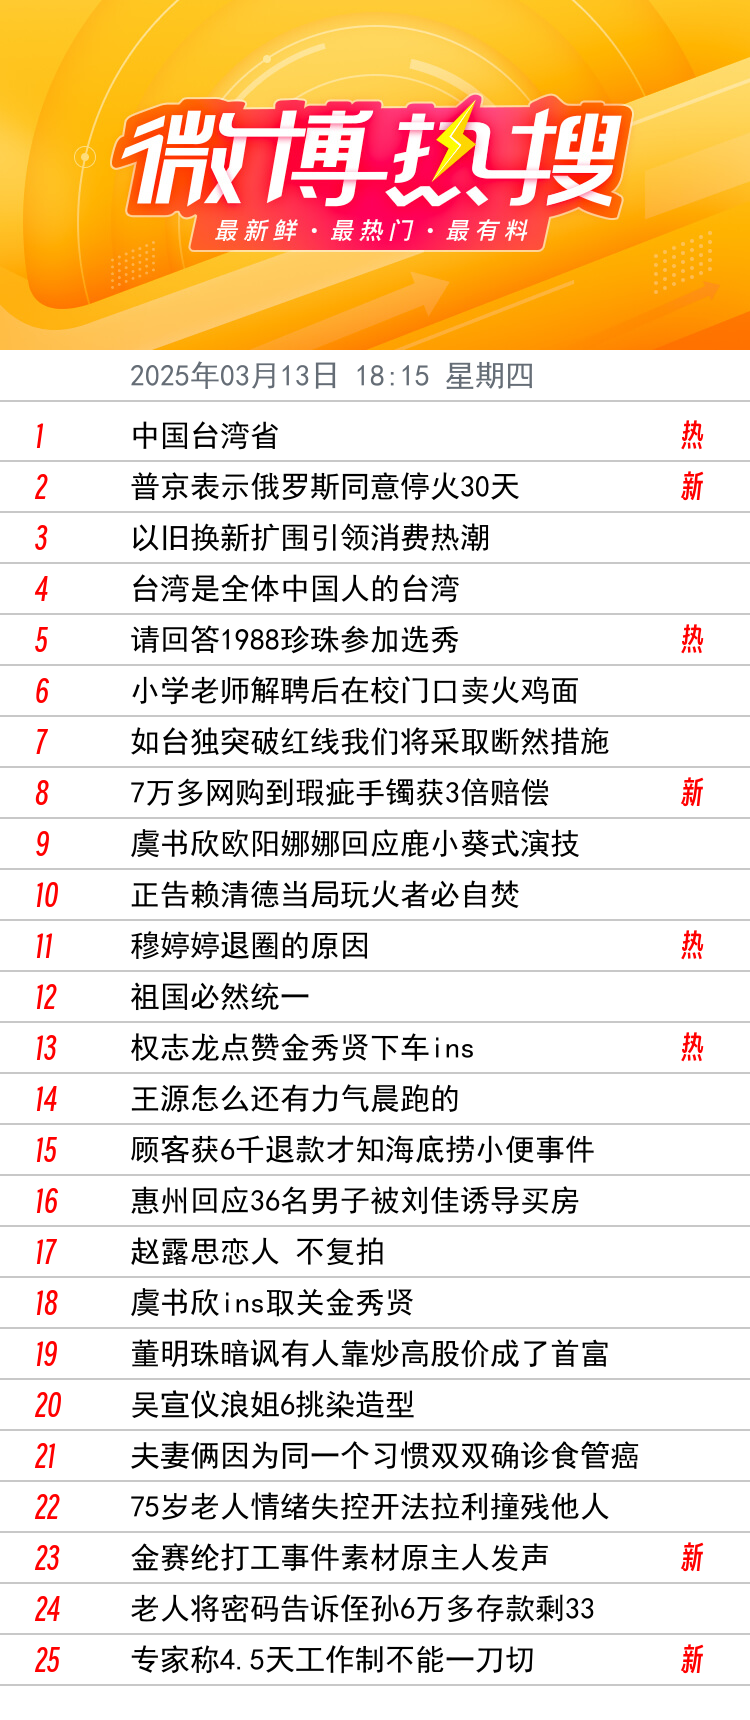 微博热搜
最新鲜·最热门·最有料
2025年03月13日 18:15 星期四
1 中国台湾省 热
2 普京表示俄罗斯同意停火30天 新
3 以旧换新扩围引领消费热潮
4 台湾是全体中国人的台湾
5 请回答1988珍珠参加选秀 热
6 小学老师解聘后在校门口卖火鸡面
7 如台独突破红线我们将采取断然措施
8 7万多网购到瑕疵手镯获3倍赔偿 新
9 虞书欣欧阳娜娜回应鹿小葵式演技
10 正告赖清德当局玩火者必自焚
11 穆婷婷退圈的原因 热
12 祖国必然统一
13 权志龙点赞金秀贤下车ins 热
14 王源怎么还有力气晨跑的
15 顾客获6千退款才知海底捞小便事件
16 惠州回应36名男子被刘佳诱导买房
17 赵露思恋人 不复拍
18 虞书欣ins取关金秀贤
19 董明珠暗讽有人靠炒高股价成了首富
20 吴宣仪浪姐6挑染造型
21 夫妻俩因为同一个习惯双双确诊食管癌
22 75岁老人情绪失控开法拉利撞残他人
23 金赛纶打工事件素材原主人发声 新
24 老人将密码告诉侄孙6万多存款剩33
25 专家称4.5天工作制不能一刀切 新